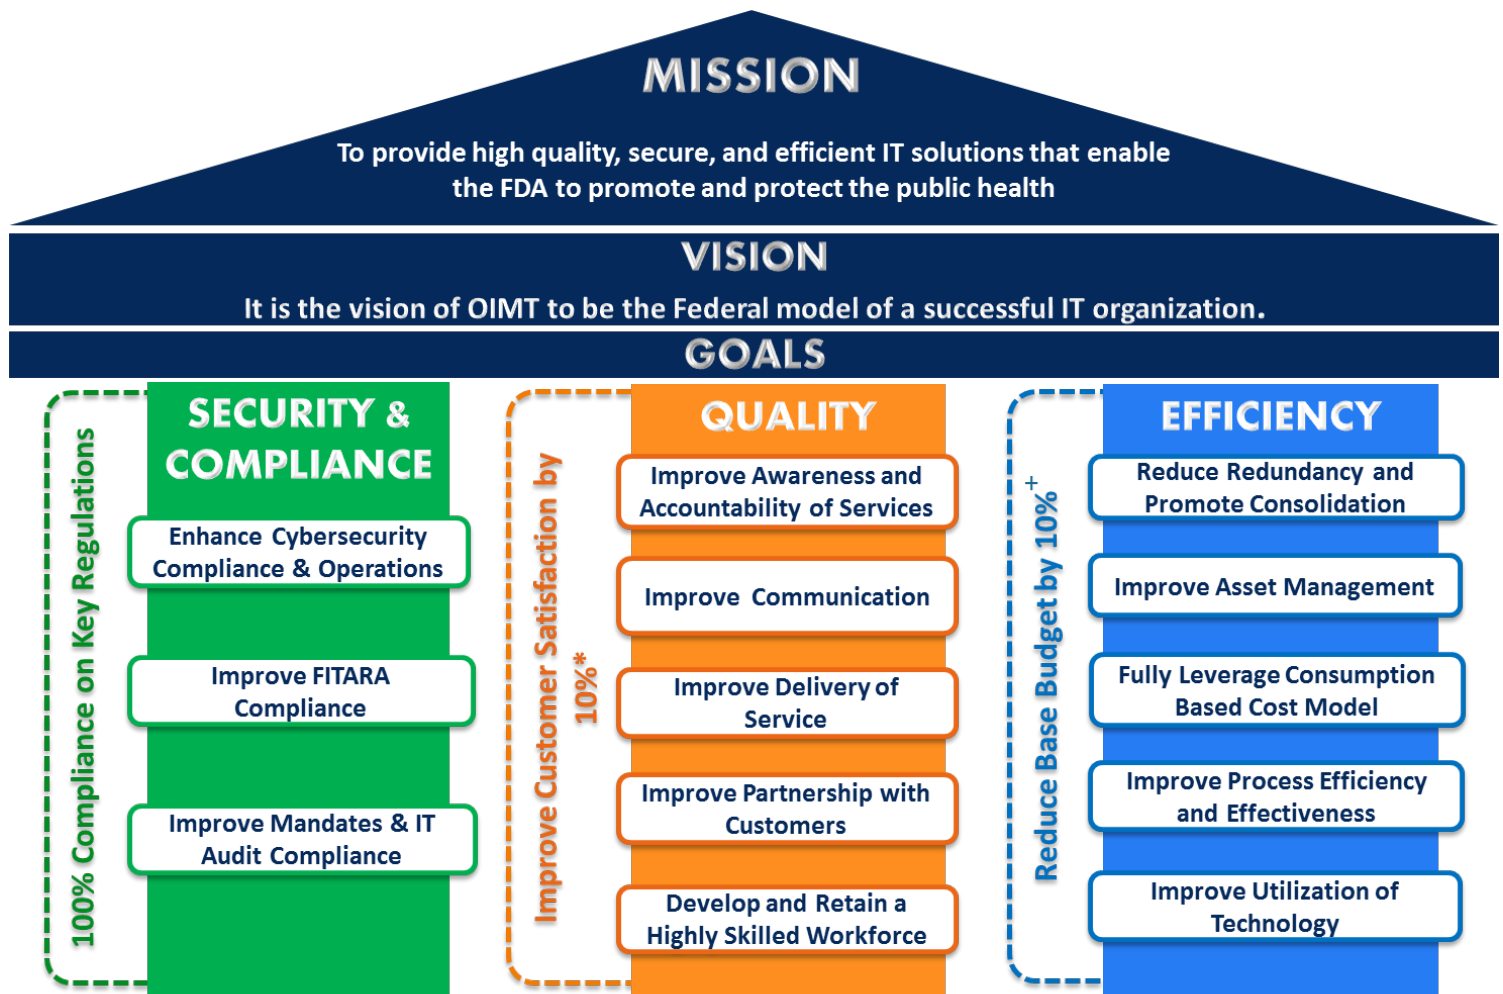 MISSION
To provide high quality, secure, and efficient IT solutions that enable
the FDA to promote and protect the public health
VISION
It is the vision of OIMT to be the Federal model of a successful IT organization.
GOALS
100% Compliance on Key Regulations
SECURITY &
COMPLIANCE
Enhance Cybersecurity
Compliance & Operations
Improve FITARA
Compliance
Improve Mandates & IT
Audit Compliance
Improve Customer Satisfaction by
10%*
QUALITY
Improve Awareness and
Accountability of Services
Improve Communication
Improve Delivery of
Service
Improve Partnership with
Customers
Develop and Retain a
Highly Skilled Workforce
Reduce Base Budget by 10%+
EFFICIENCY
Reduce Redundancy and
Promote Consolidation
Improve Asset Management
Fully Leverage Consumption
Based Cost Model
Improve Process Efficiency
and Effectiveness
Improve Utilization of
Technology